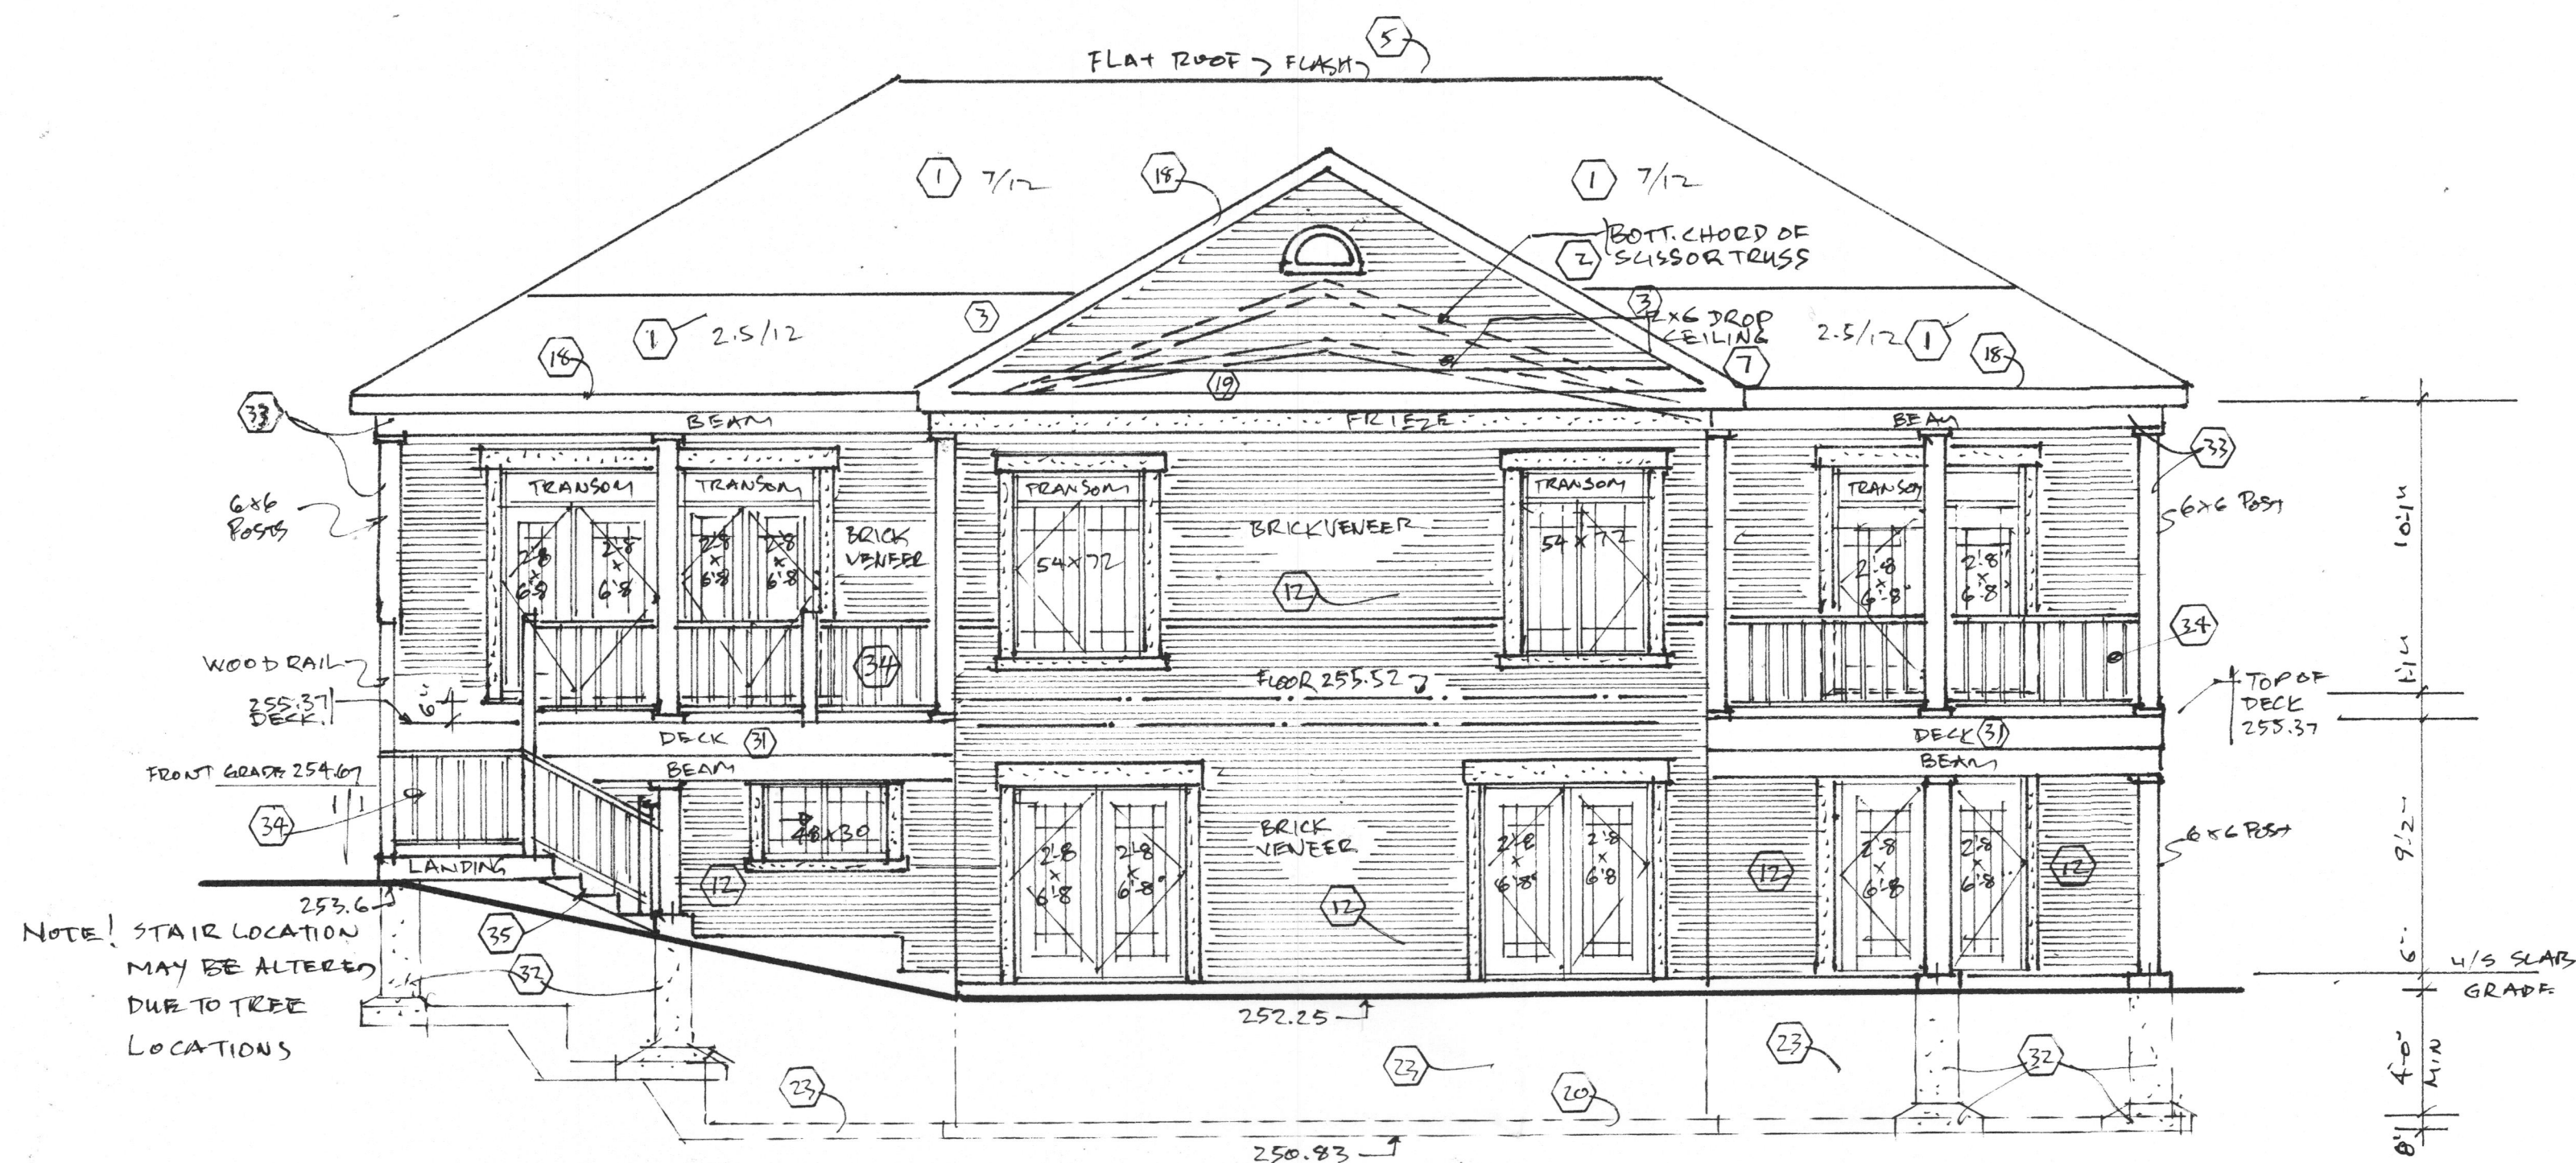 5
FLAT ROOF FLASH
1 7/12
18
1 7/12
BOTT. CHORD OF
2 SCISSOR TRUSS
3
3
2x6 DROP
CEILING
1 2.5/12
2.5/12 1
18
18
7
19
33
BEAM
FRIEZE
BEAM
33
6x6
POSTS
TRANSOM
TRANSOM
TRANSOM
TRANSOM
TRANSOM
6x6 POST
10'-1"
BRICK
VENEER
BRICK VENEER
2'-8
x
6'-8
2'-8
x
6'-8
2'-8
x
6'-8
2'-8
x
6'-8
54x72
54x72
2'-8
x
6'-8"
2'-8"
x
6'-8"
12
34
34
WOOD RAIL
255.37
DECK
6"
FLOOR 255.52
TOP OF
DECK
255.37
1'-1"
DECK 31
DECK 31
BEAM
BEAM
FRONT GRADE 254.67
34
48x30
BRICK
VENEER
2'-8
x
6'-8
2'-8
x
6'-8"
2'-8
x
6'-8"
2'-8
x
6'-8
2'-8
x
6'-8
2'-8
x
6'-8
6x6 POST
9'-2"
LANDING
12
12
12
12
253.6
35
NOTE! STAIR LOCATION
MAY BE ALTERED
DUE TO TREE
LOCATIONS
32
6"
U/S SLAB
GRADE
252.25
23
23
23
20
32
4'-0"
MIN
8"
250.83